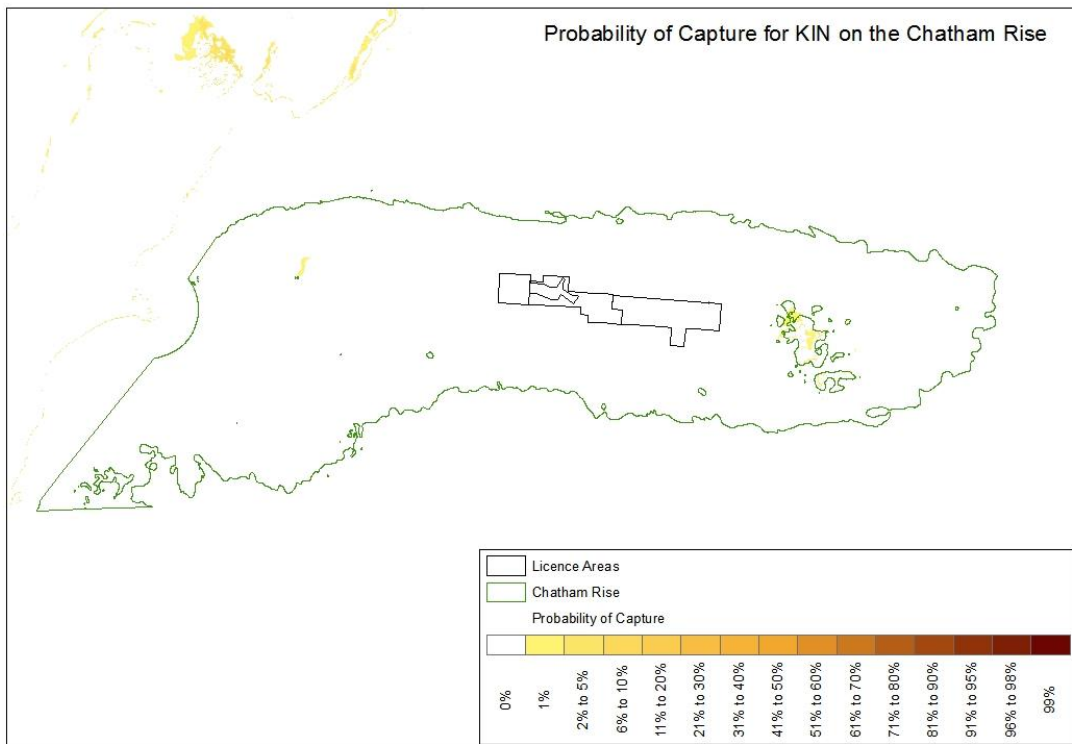 Probability of Capture for KIN on the Chatham Rise
Licence Areas
Chatham Rise
Probability of Capture
0%
1%
2% to 5%
6% to 10%
11% to 20%
21% to 30%
31% to 40%
41% to 50%
51% to 60%
61% to 70%
71% to 80%
81% to 90%
91% to 95%
96% to 98%
99%